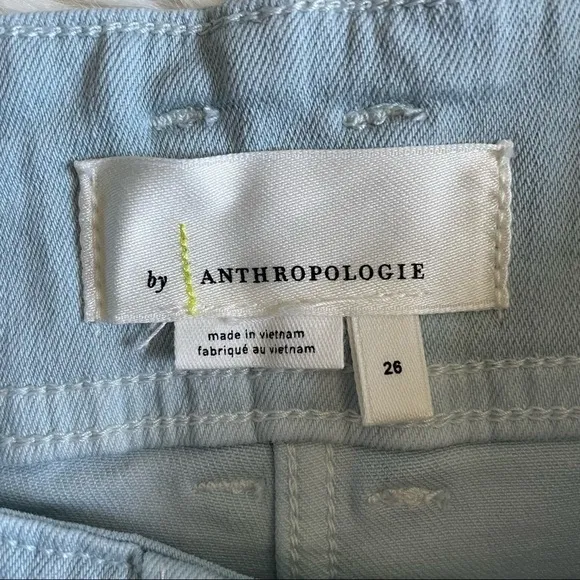 by ANTHROPOLOGIE
made in vietnam
fabriqué au vietnam
26